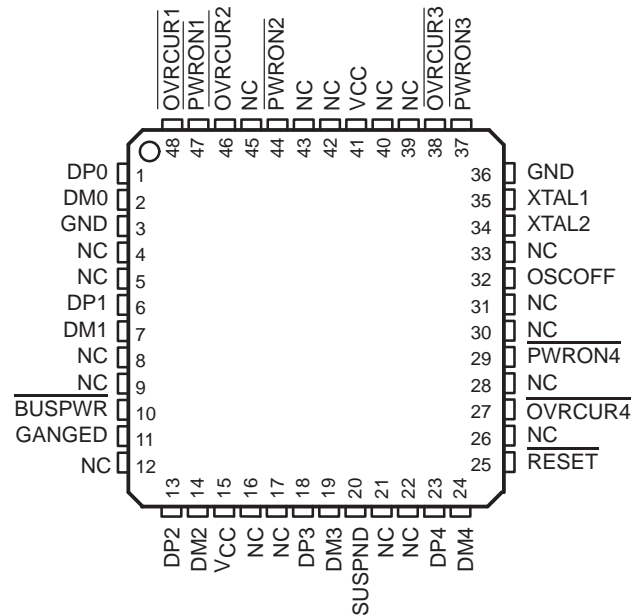 OVRCUR1
PWRON1
OVRCUR2
NC
PWRON2
NC
NC
VCC
NC
NC
OVRCUR3
PWRON3
48
47
46
45
44
43
42
41
40
39
38
37
DP0 1
DM0 2
GND 3
NC 4
NC 5
DP1 6
DM1 7
NC 8
NC 9
BUSPWR 10
GANGED 11
NC 12
36 GND
35 XTAL1
34 XTAL2
33 NC
32 OSCOFF
31 NC
30 NC
29 PWRON4
28 NC
27 OVRCUR4
26 NC
25 RESET
13
14
15
16
17
18
19
20
21
22
23
24
DP2
DM2
VCC
NC
NC
DP3
DM3
SUSPND
NC
NC
DP4
DM4